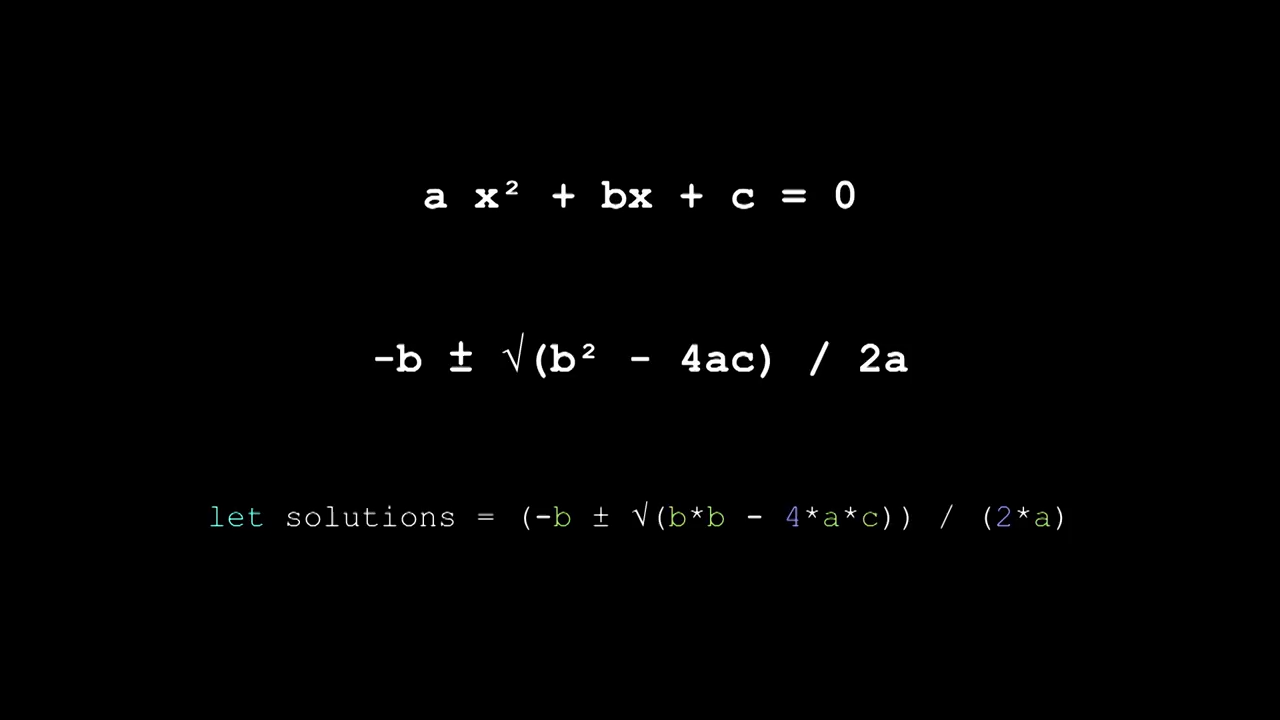 a x² + bx + c = 0
-b ± √(b² - 4ac) / 2a
let solutions = (-b ± √(b*b - 4*a*c)) / (2*a)